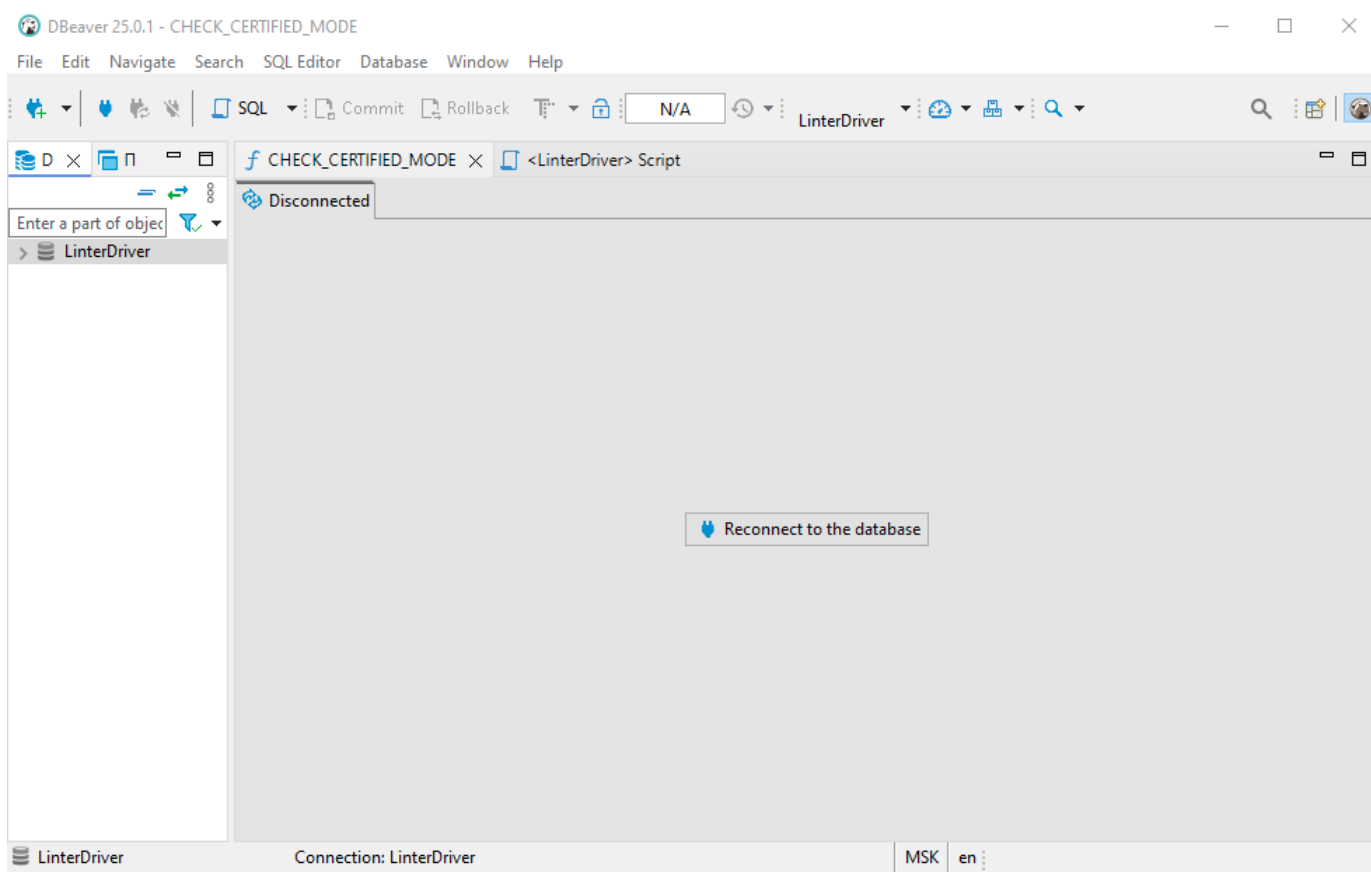 DBeaver 25.0.1 - CHECK_CERTIFIED_MODE
File Edit Navigate Search SQL Editor Database Window Help
SQL Commit Rollback N/A LinterDriver
D П CHECK_CERTIFIED_MODE <LinterDriver> Script
Disconnected
Enter a part of objec
LinterDriver
Reconnect to the database
LinterDriver Connection: LinterDriver MSK en